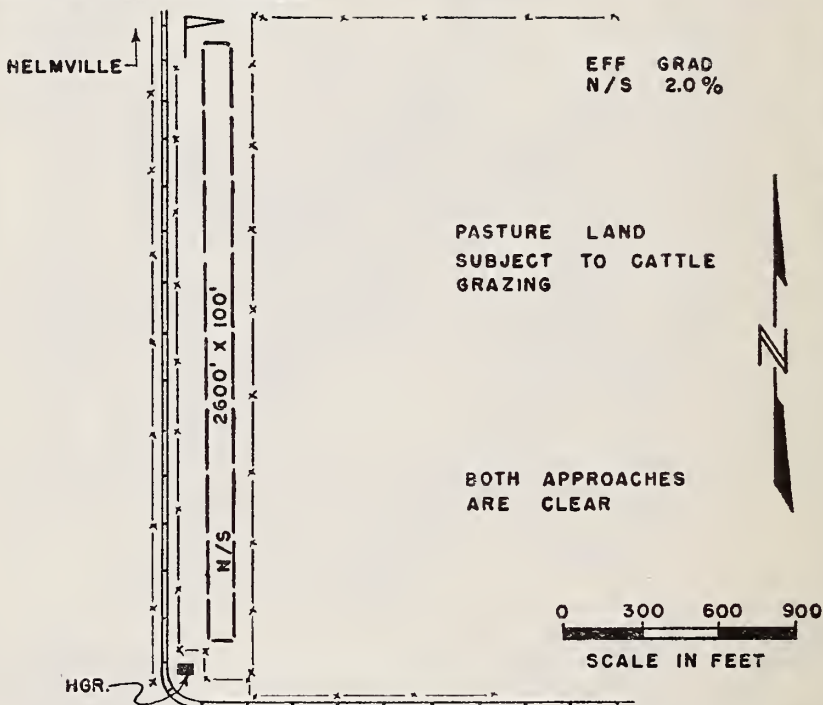 HELMVILLE
EFF GRAD
N/S 2.0%
PASTURE LAND
SUBJECT TO CATTLE
GRAZING
2600' X 100'
N
BOTH APPROACHES
ARE CLEAR
N/S
0 300 600 900
SCALE IN FEET
HGR.